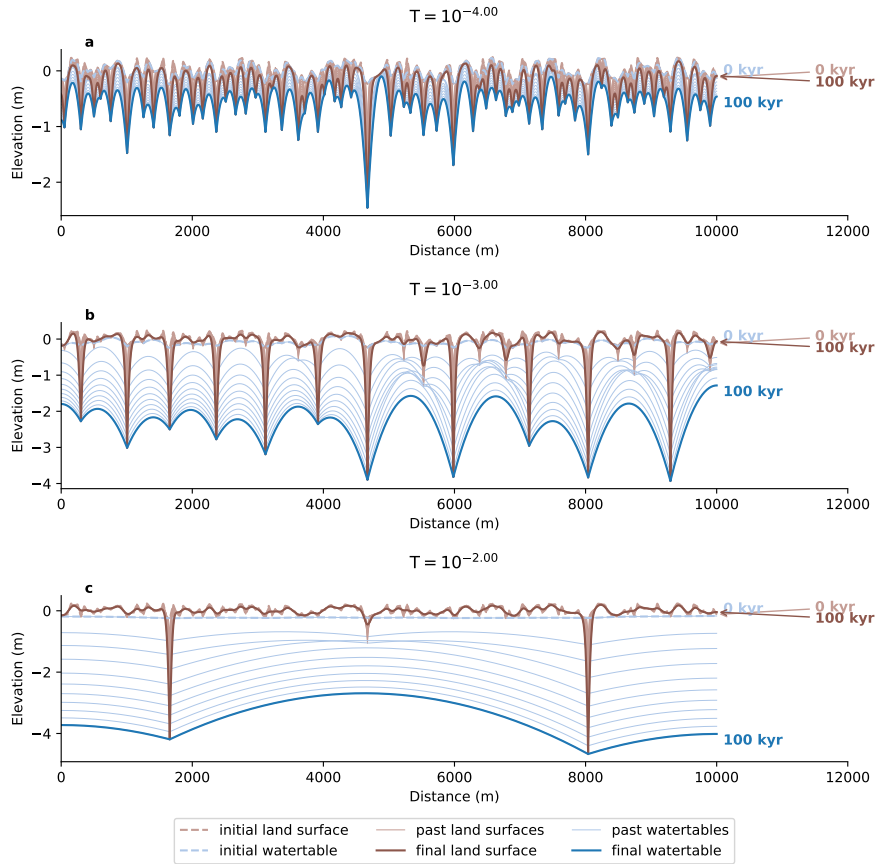 T = 10^−4.00
a
0
−1
−2
Elevation (m)
0 kyr
0 kyr
100 kyr
100 kyr
0 2000 4000 6000 8000 10000 12000
Distance (m)
T = 10^−3.00
b
0
−1
−2
−3
−4
Elevation (m)
0 kyr
0 kyr
100 kyr
100 kyr
0 2000 4000 6000 8000 10000 12000
Distance (m)
T = 10^−2.00
c
0
−2
−4
Elevation (m)
0 kyr
0 kyr
100 kyr
100 kyr
0 2000 4000 6000 8000 10000 12000
Distance (m)
initial land surface past land surfaces past watertables
initial watertable final land surface final watertable